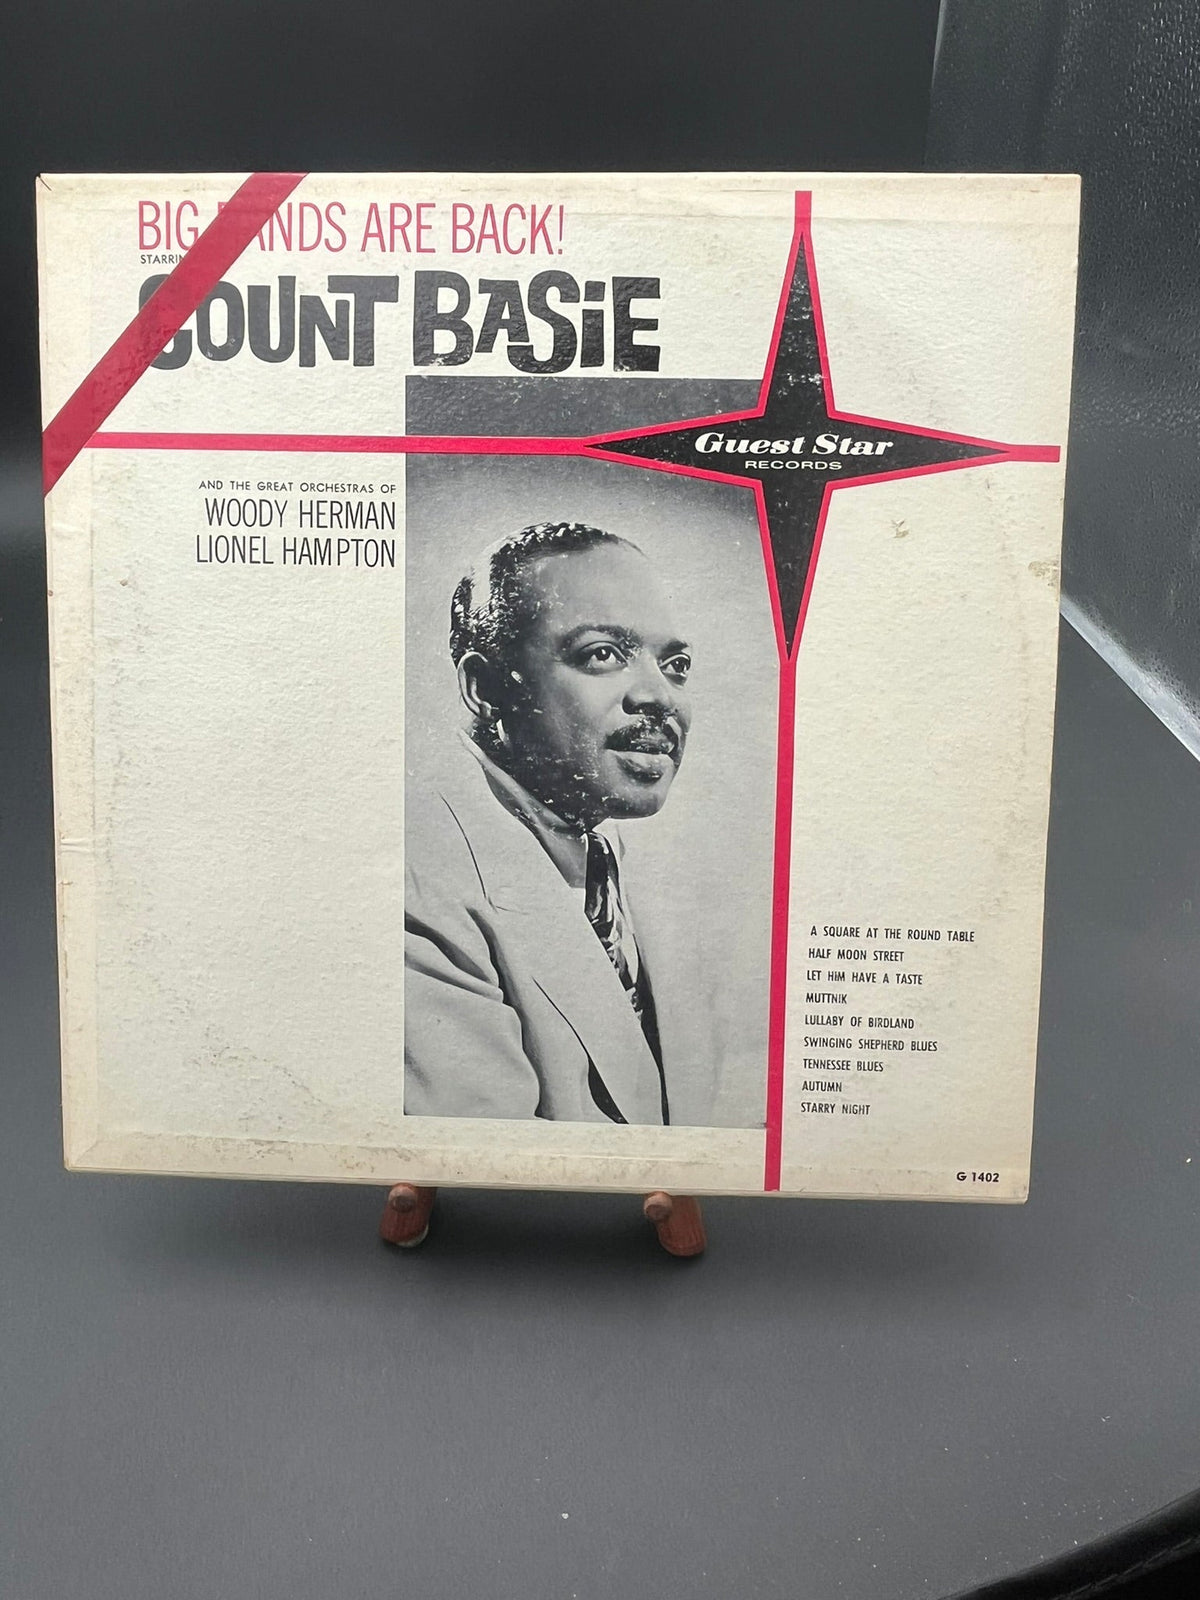 BIG BANDS ARE BACK!
COUNT BASIE
Guest Star
RECORDS
AND THE GREAT ORCHESTRAS OF
WOODY HERMAN
LIONEL HAMPTON
A SQUARE AT THE ROUND TABLE
HALF MOON STREET
LET HIM HAVE A TASTE
MUTTNIK
LULLABY OF BIRDLAND
SWINGING SHEPHERD BLUES
TENNESSEE BLUES
AUTUMN
STARRY NIGHT
G 1402